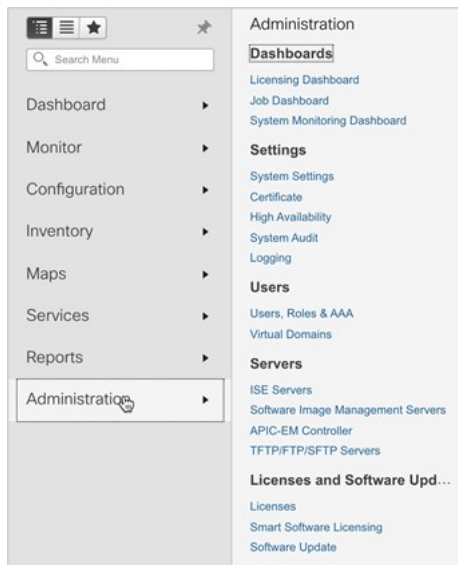 Search Menu
Dashboard
Monitor
Configuration
Inventory
Maps
Services
Reports
Administration
Administration
Dashboards
Licensing Dashboard
Job Dashboard
System Monitoring Dashboard
Settings
System Settings
Certificate
High Availability
System Audit
Logging
Users
Users, Roles & AAA
Virtual Domains
Servers
ISE Servers
Software Image Management Servers
APIC-EM Controller
TFTP/FTP/SFTP Servers
Licenses and Software Upd...
Licenses
Smart Software Licensing
Software Update